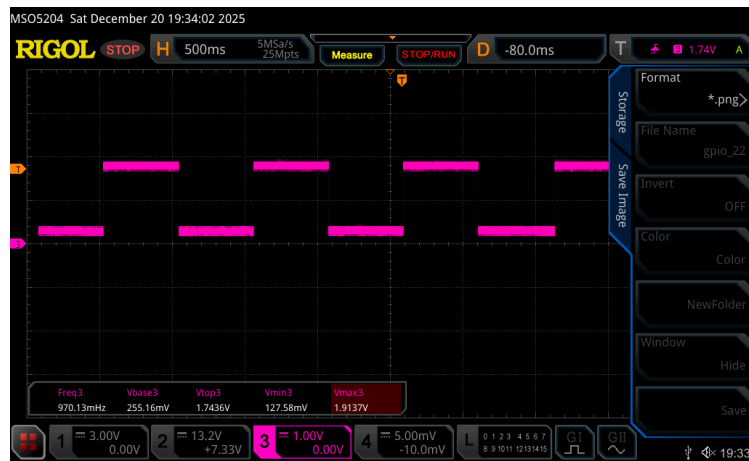 MSO5204 Sat December 20 19:34:02 2025
RIGOL STOP H 500ms 5MSa/s 25Mpts Measure STOP/RUN D -80.0ms T 3 1.74V A
T
Storage
Save Image
Format
*.png>
File Name
gpio_22
Invert
OFF
Color
Color
NewFolder
Window
Hide
Save
T
3
Freq3 Vbase3 Vtop3 Vmin3 Vmax3
970.13mHz 255.16mV 1.7436V 127.58mV 1.9137V
1 3.00V 0.00V
2 13.2V +7.33V
3 1.00V 0.00V
4 5.00mV -10.0mV
L 0 1 2 3 4 5 6 7
8 9 10 11 12 13 14 15
GI GII
19:33